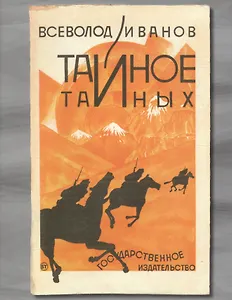 ВСЕВОЛОД ИВАНОВ
ТАЙНОЕ
ТАЙНЫХ
ГОСУДАРСТВЕННОЕ
ИЗДАТЕЛЬСТВО